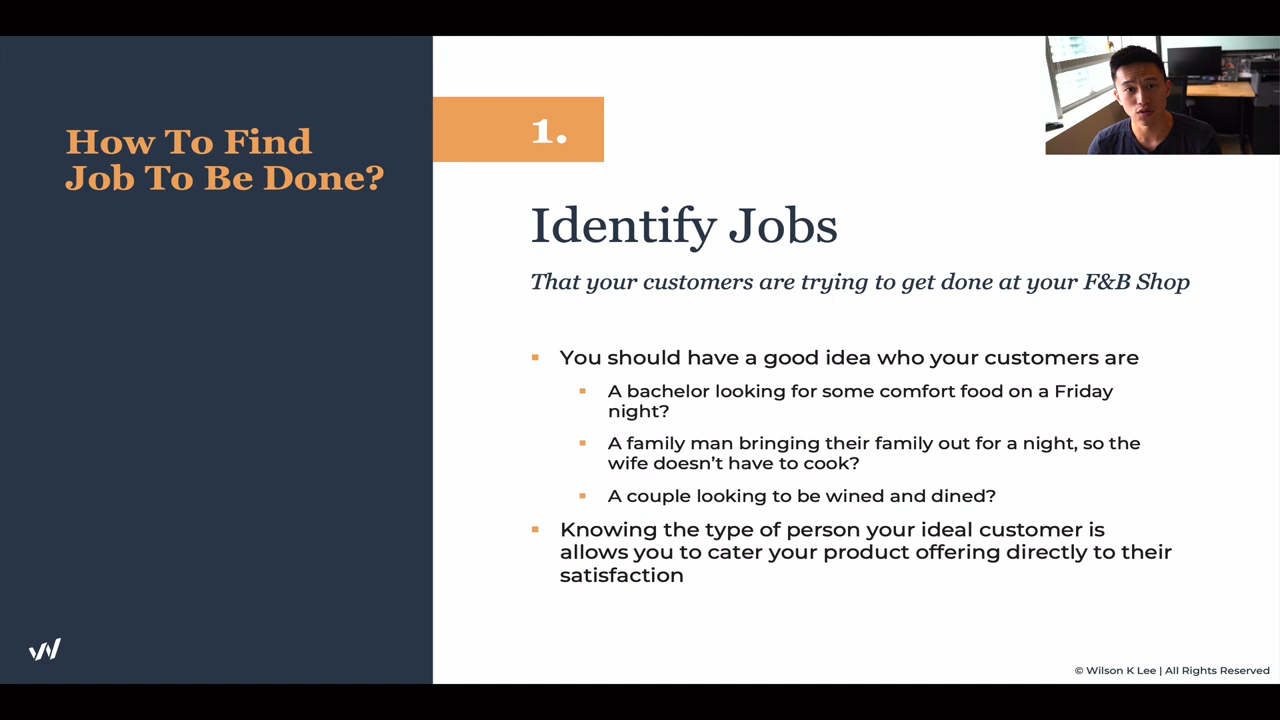 How To Find
Job To Be Done?
1.
Identify Jobs
That your customers are trying to get done at your F&B Shop
You should have a good idea who your customers are
A bachelor looking for some comfort food on a Friday
night?
A family man bringing their family out for a night, so the
wife doesn’t have to cook?
A couple looking to be wined and dined?
Knowing the type of person your ideal customer is
allows you to cater your product offering directly to their
satisfaction
© Wilson K Lee | All Rights Reserved